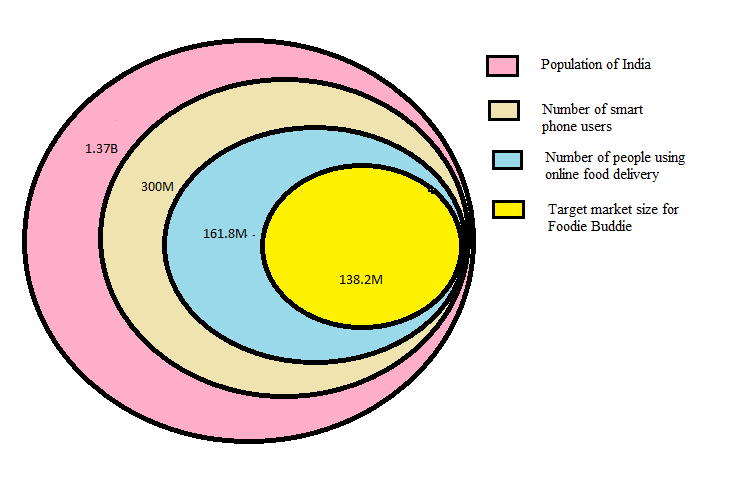 Population of India
1.37B
Number of smart
phone users
300M
Number of people using
online food delivery
161.8M -
Target market size for
Foodie Buddie
138.2M